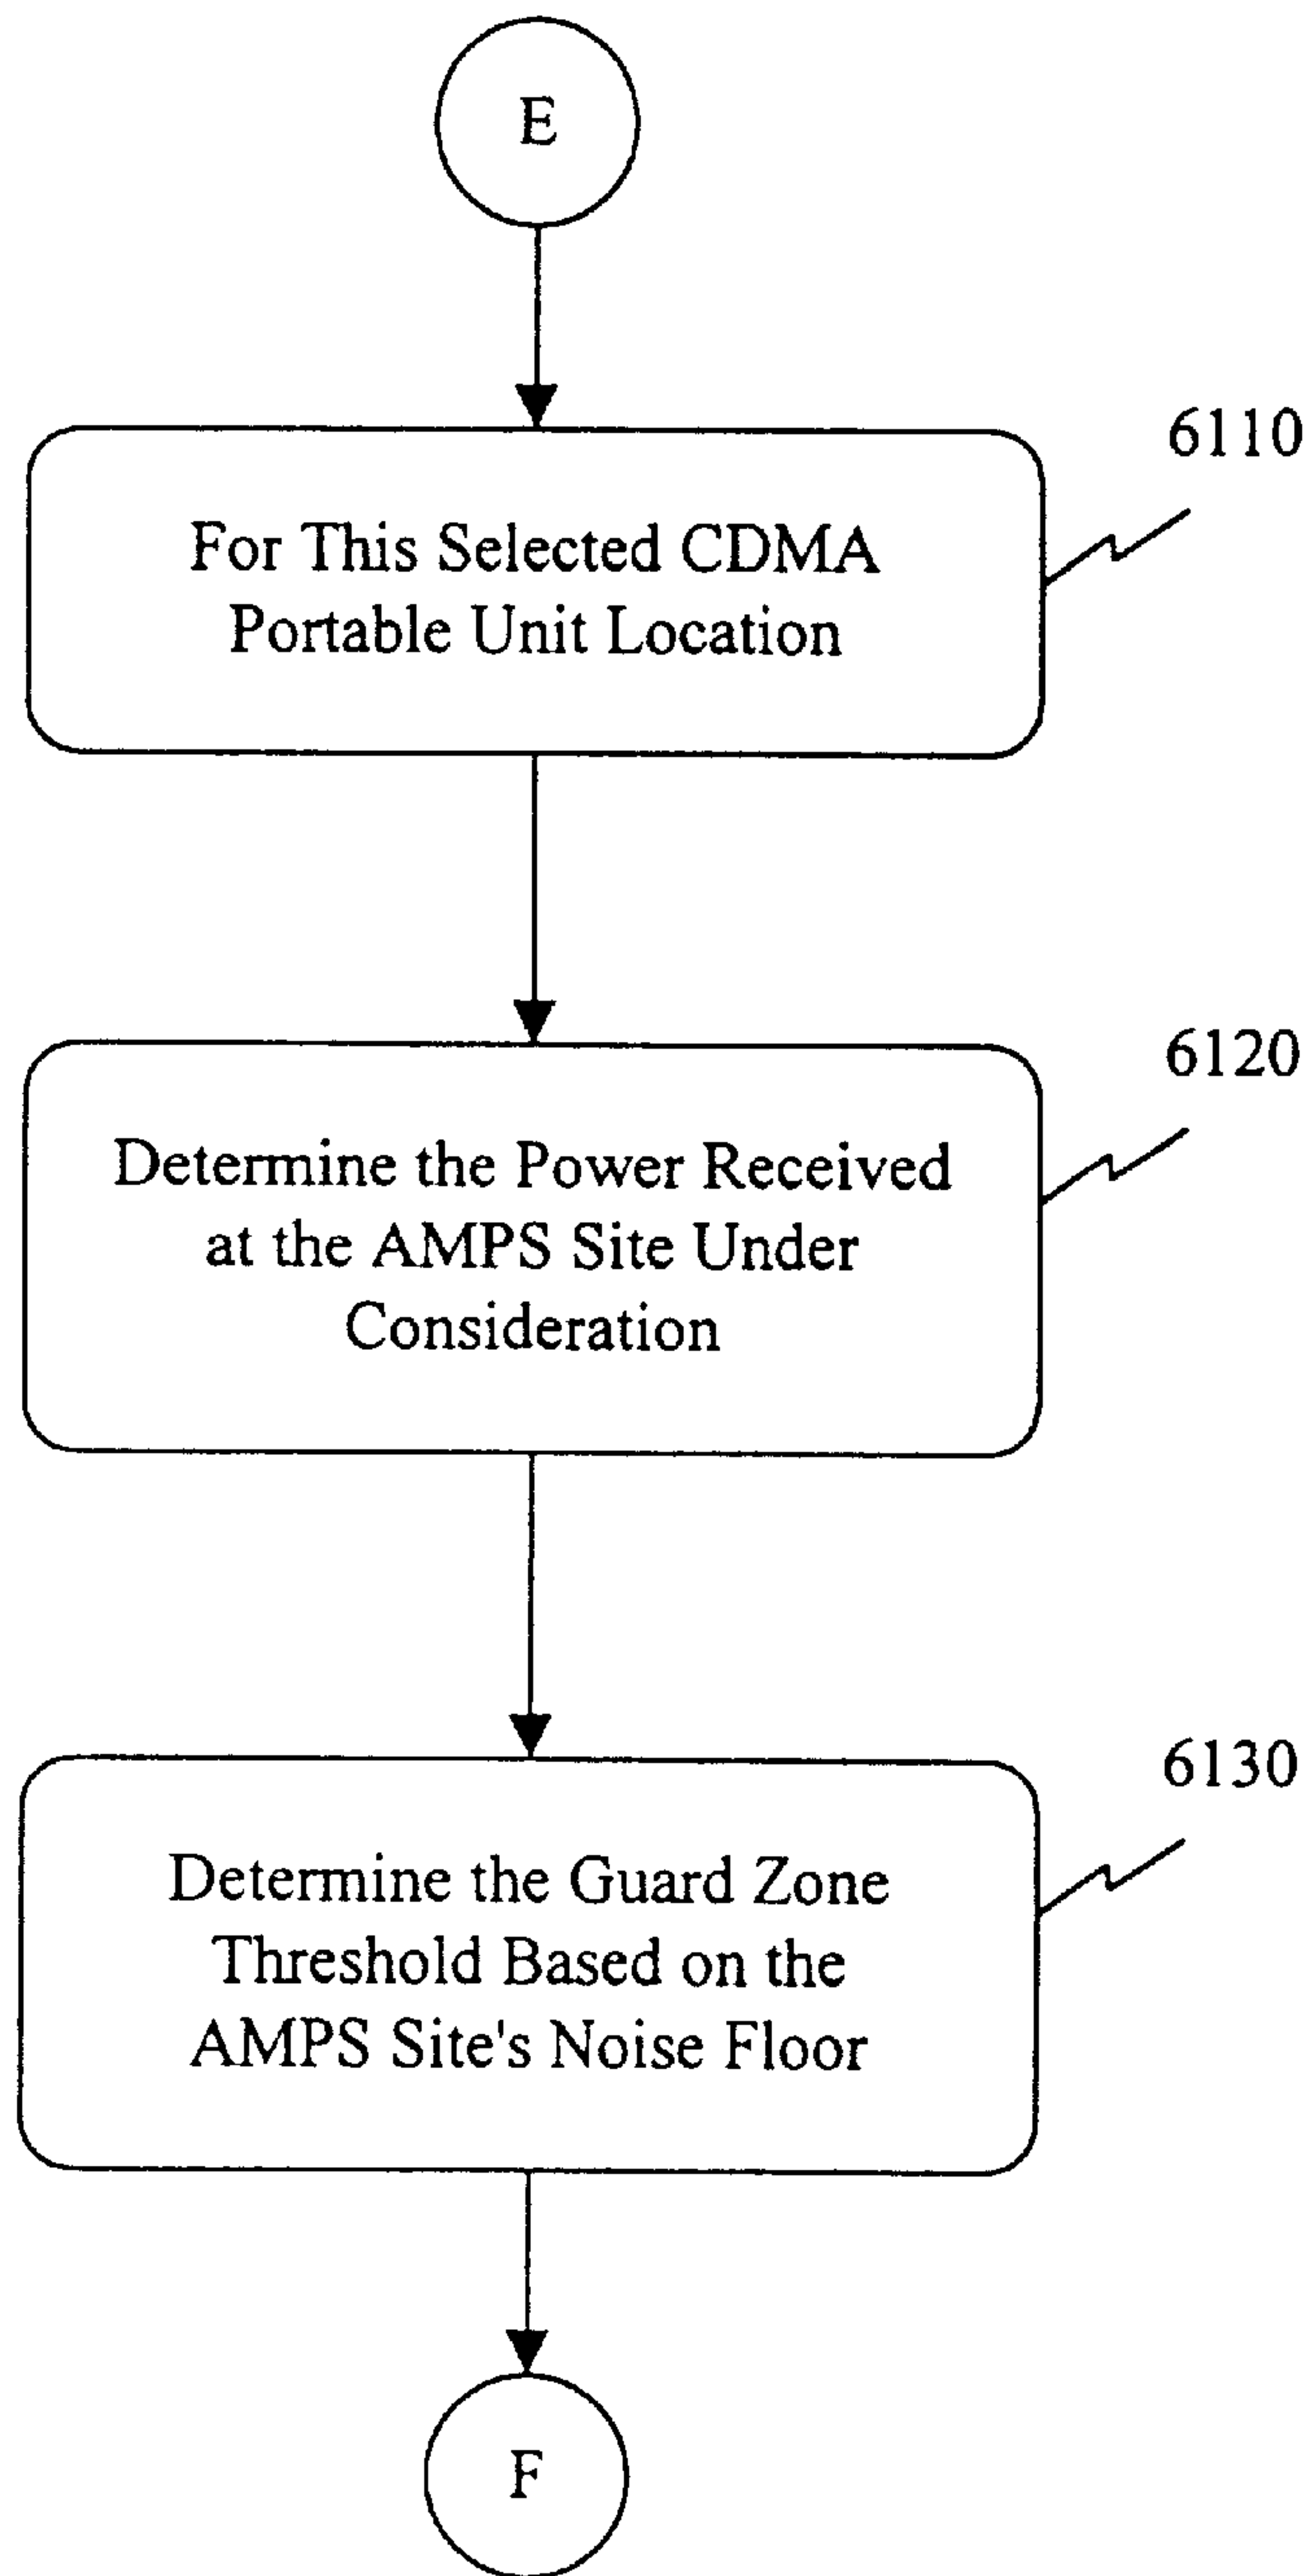 E
6110
For This Selected CDMA
Portable Unit Location
6120
Determine the Power Received
at the AMPS Site Under
Consideration
6130
Determine the Guard Zone
Threshold Based on the
AMPS Site's Noise Floor
F